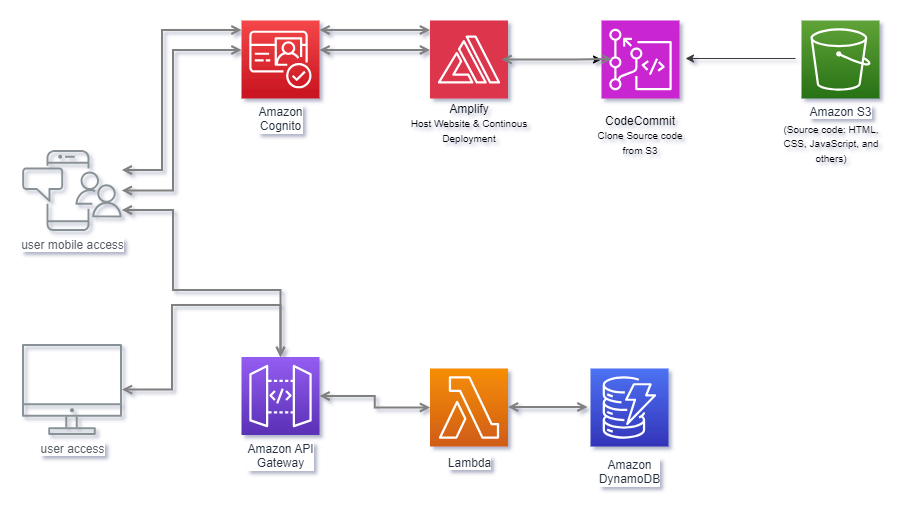 Amazon
Cognito
Amplify
Host Website & Continous
Deployment
CodeCommit
Clone Source code
from S3
Amazon S3
(Source code: HTML,
CSS, JavaScript, and
others)
user mobile access
user access
Amazon API
Gateway
Lambda
Amazon
DynamoDB